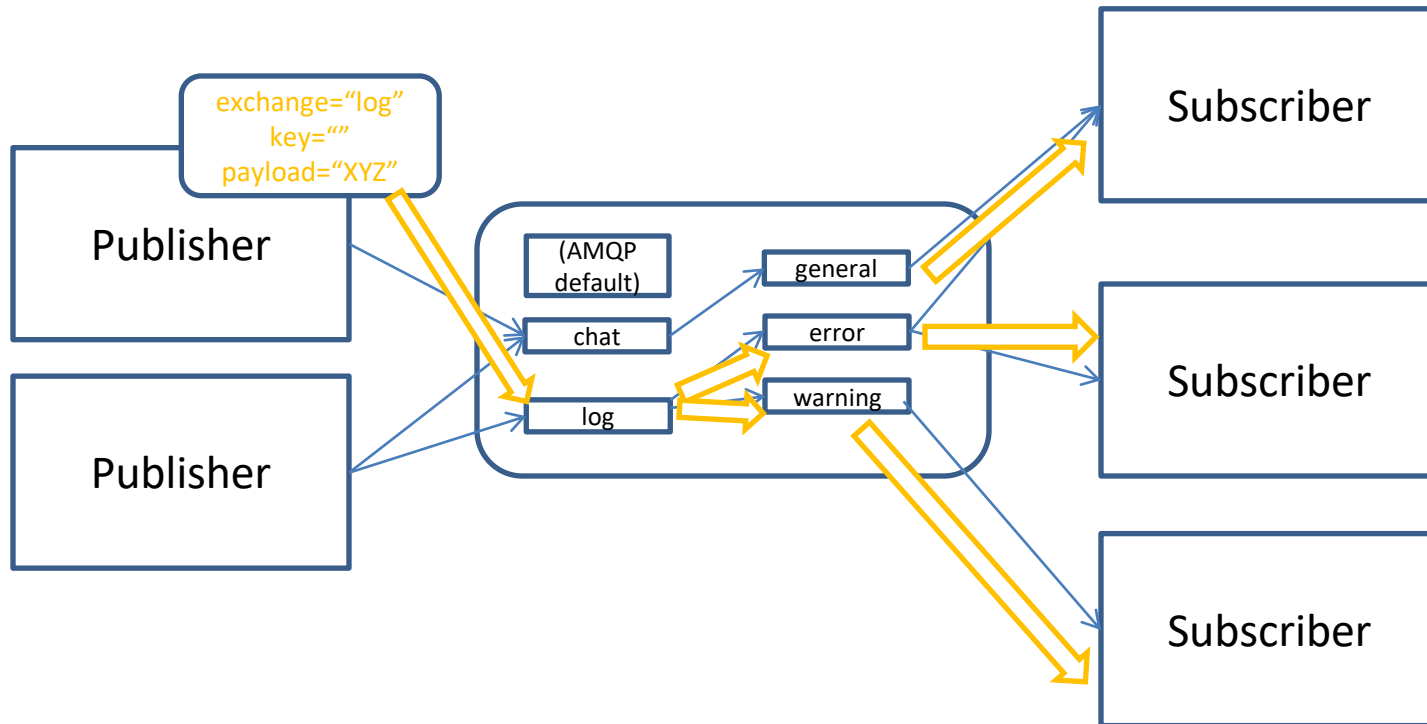 exchange=“log”
key=“”
payload=“XYZ”
Publisher
Publisher
(AMQP
default)
chat
log
general
error
warning
Subscriber
Subscriber
Subscriber